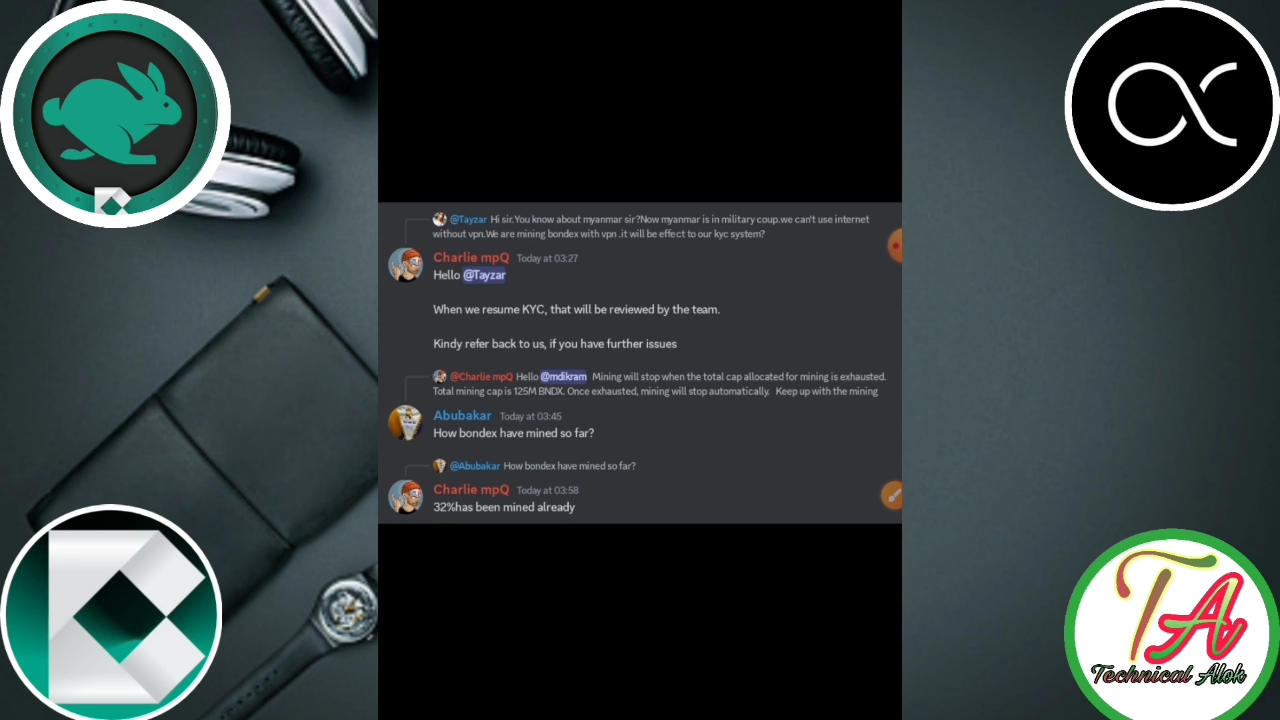 @Tayzar Hi sir.You know about myanmar sir?Now myanmar is in military coup.we can't use internet
without vpn.We are mining bondex with vpn .it will be effect to our kyc system?
Charlie mpQ Today at 03:27
Hello @Tayzar
When we resume KYC, that will be reviewed by the team.
Kindy refer back to us, if you have further issues
@Charlie mpQ Hello @mdikram Mining will stop when the total cap allocated for mining is exhausted.
Total mining cap is 125M BNDX. Once exhausted, mining will stop automatically. Keep up with the mining
Abubakar Today at 03:45
How bondex have mined so far?
@Abubakar How bondex have mined so far?
Charlie mpQ Today at 03:58
32%has been mined already
TA
Technical Alok